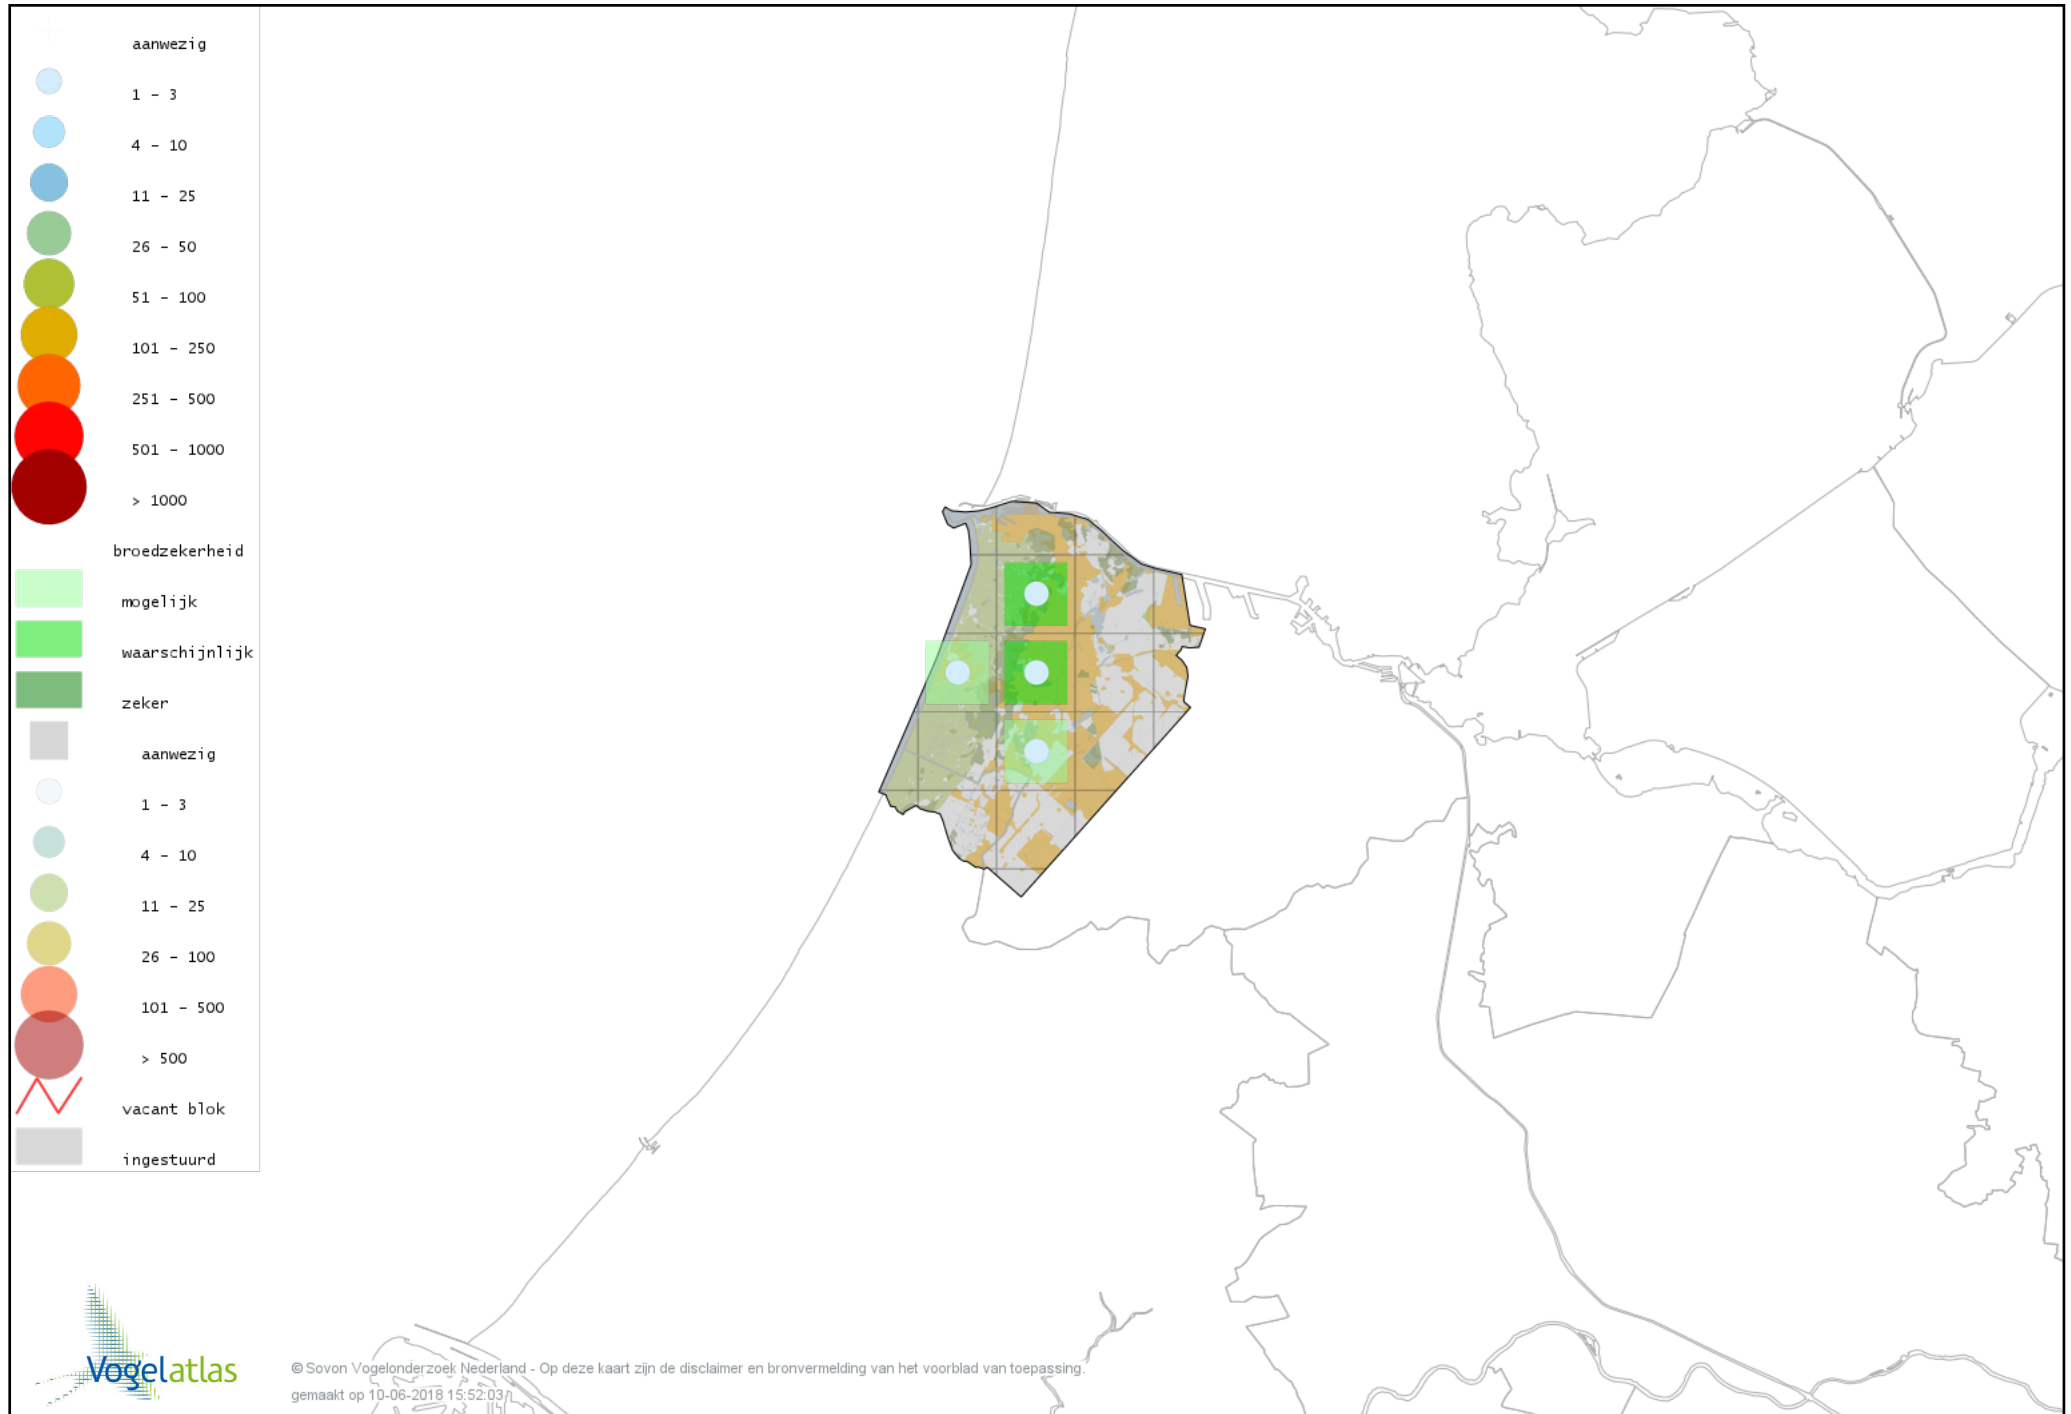 aanwezig
1 - 3
4 - 10
11 - 25
26 - 50
51 - 100
101 - 250
251 - 500
501 - 1000
> 1000
broedzekerheid
mogelijk
waarschijnlijk
zeker
aanwezig
1 - 3
4 - 10
11 - 25
26 - 100
101 - 500
> 500
vacant blok
ingestuurd
Vogelatlas
© Sovon Vogelonderzoek Nederland - Op deze kaart zijn de disclaimer en bronvermelding van het voorblad van toepassing.
gemaakt op 10-06-2018 15:52:03